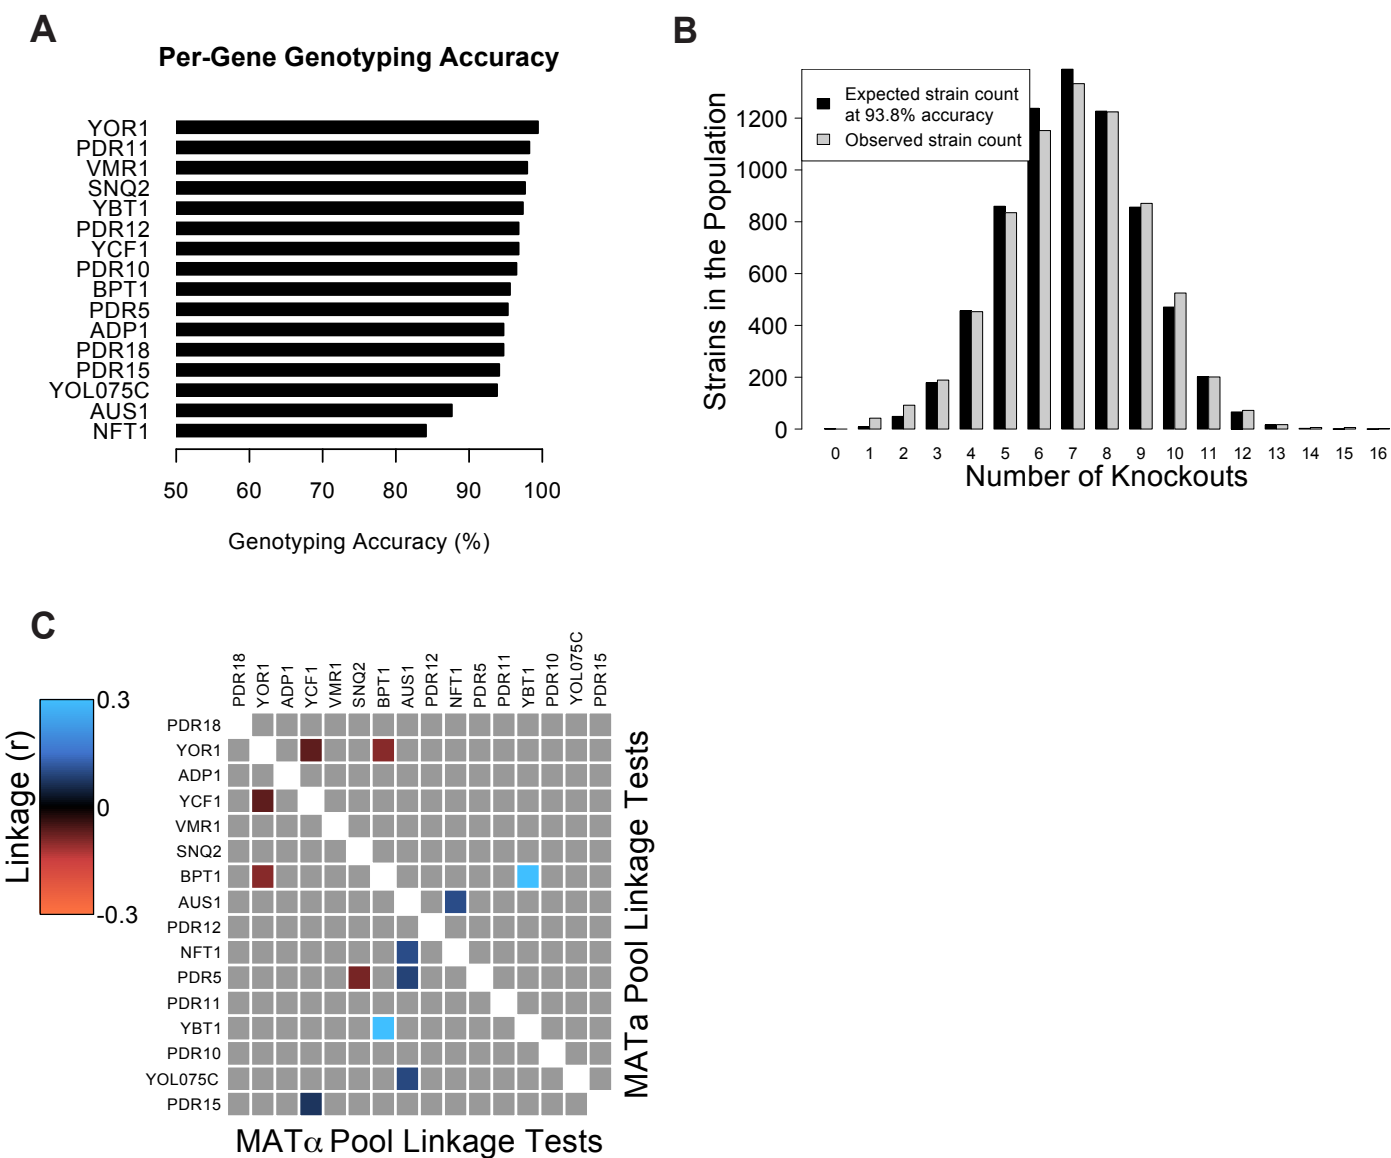 A
Per-Gene Genotyping Accuracy
YOR1
PDR11
VMR1
SNQ2
YBT1
PDR12
YCF1
PDR10
BPT1
PDR5
ADP1
PDR18
PDR15
YOL075C
AUS1
NFT1
50 60 70 80 90 100
Genotyping Accuracy (%)
B
Strains in the Population
Expected strain count
at 93.8% accuracy
Observed strain count
1200
1000
800
600
400
200
0
0 1 2 3 4 5 6 7 8 9 10 11 12 13 14 15 16
Number of Knockouts
C
Linkage (r)
0.3
0
-0.3
PDR18 YOR1 ADP1 YCF1 VMR1 SNQ2 BPT1 AUS1 PDR12 NFT1 PDR5 PDR11 YBT1 PDR10 YOL075C PDR15
PDR18
YOR1
ADP1
YCF1
VMR1
SNQ2
BPT1
AUS1
PDR12
NFT1
PDR5
PDR11
YBT1
PDR10
YOL075C
PDR15
MATa Pool Linkage Tests
MATα Pool Linkage Tests